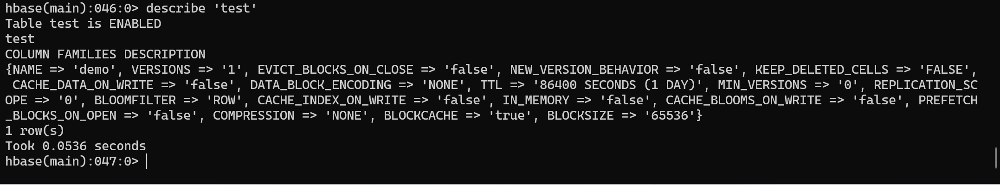 hbase(main):046:0> describe 'test'
Table test is ENABLED
test
COLUMN FAMILIES DESCRIPTION
{NAME => 'demo', VERSIONS => '1', EVICT_BLOCKS_ON_CLOSE => 'false', NEW_VERSION_BEHAVIOR => 'false', KEEP_DELETED_CELLS => 'FALSE',
 CACHE_DATA_ON_WRITE => 'false', DATA_BLOCK_ENCODING => 'NONE', TTL => '86400 SECONDS (1 DAY)', MIN_VERSIONS => '0', REPLICATION_SC
OPE => '0', BLOOMFILTER => 'ROW', CACHE_INDEX_ON_WRITE => 'false', IN_MEMORY => 'false', CACHE_BLOOMS_ON_WRITE => 'false', PREFETCH
_BLOCKS_ON_OPEN => 'false', COMPRESSION => 'NONE', BLOCKCACHE => 'true', BLOCKSIZE => '65536'}
1 row(s)
Took 0.0536 seconds
hbase(main):047:0>